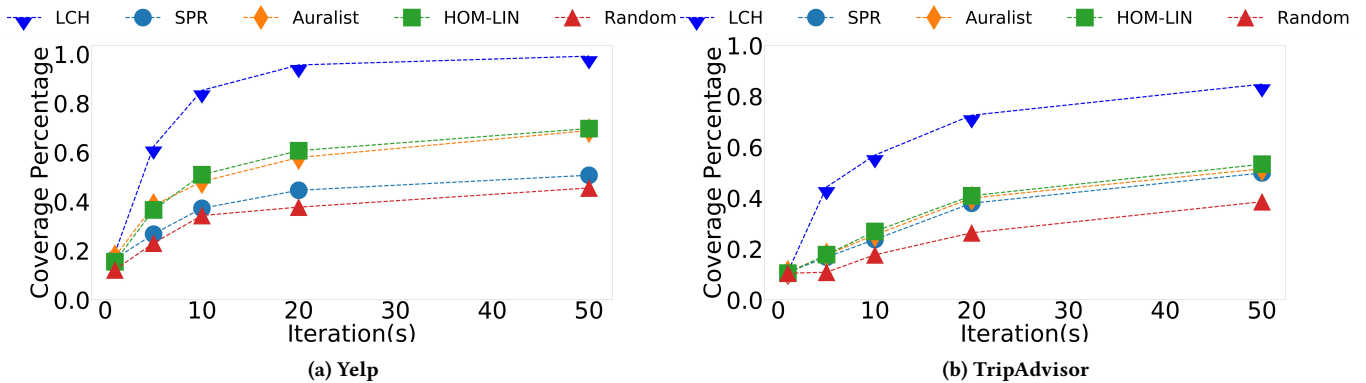 LCH SPR Auralist HOM-LIN Random LCH SPR Auralist HOM-LIN Random
Coverage Percentage
1.0
0.8
0.6
0.4
0.2
0.0
0 10 20 30 40 50
Iteration(s)
(a) Yelp
Coverage Percentage
1.0
0.8
0.6
0.4
0.2
0.0
0 10 20 30 40 50
Iteration(s)
(b) TripAdvisor